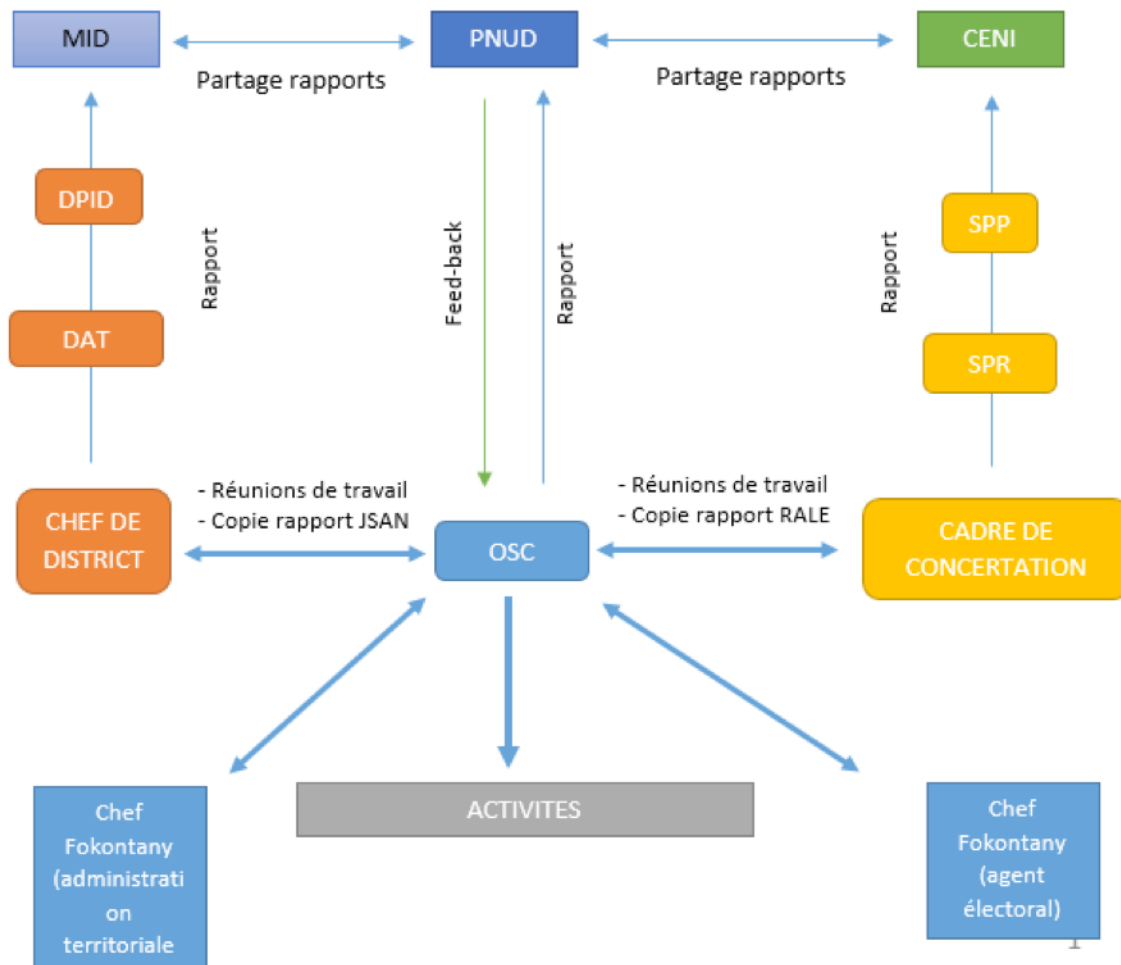 MID
PNUD
CENI
Partage rapports
Partage rapports
DPID
SPP
Rapport
Feed-back
Rapport
Rapport
DAT
SPR
- Réunions de travail
- Copie rapport JSAN
- Réunions de travail
- Copie rapport RALE
CHEF DE
DISTRICT
OSC
CADRE DE
CONCERTATION
Chef
Fokontany
(administrati
on
territoriale
ACTIVITES
Chef
Fokontany
(agent
électoral)
1